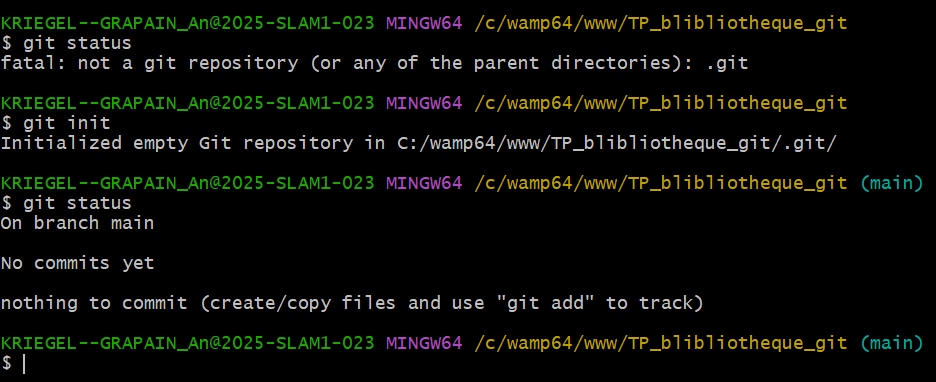 KRIEGEL--GRAPAIN_An@2025-SLAM1-023 MINGW64 /c/wamp64/www/TP_blibliotheque_git
$ git status
fatal: not a git repository (or any of the parent directories): .git
KRIEGEL--GRAPAIN_An@2025-SLAM1-023 MINGW64 /c/wamp64/www/TP_blibliotheque_git
$ git init
Initialized empty Git repository in C:/wamp64/www/TP_blibliotheque_git/.git/
KRIEGEL--GRAPAIN_An@2025-SLAM1-023 MINGW64 /c/wamp64/www/TP_blibliotheque_git (main)
$ git status
On branch main
No commits yet
nothing to commit (create/copy files and use "git add" to track)
KRIEGEL--GRAPAIN_An@2025-SLAM1-023 MINGW64 /c/wamp64/www/TP_blibliotheque_git (main)
$